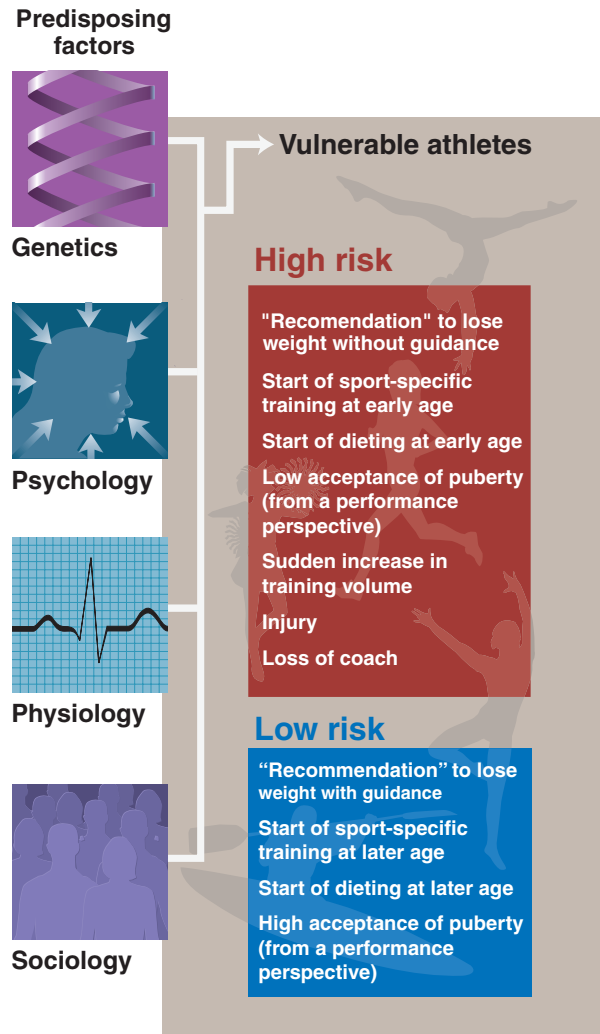 Predisposing
factors
Genetics
Psychology
Physiology
Sociology
Vulnerable athletes
High risk
"Recomendation" to lose
weight without guidance
Start of sport-specific
training at early age
Start of dieting at early age
Low acceptance of puberty
(from a performance
perspective)
Sudden increase in
training volume
Injury
Loss of coach
Low risk
“Recommendation” to lose
weight with guidance
Start of sport-specific
training at later age
Start of dieting at later age
High acceptance of puberty
(from a performance
perspective)